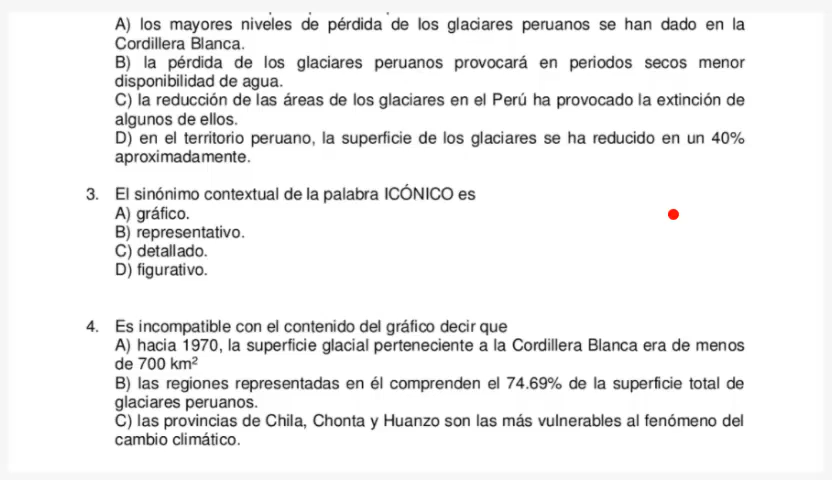 A) los mayores niveles de pérdida de los glaciares peruanos se han dado en la
Cordillera Blanca.
B) la pérdida de los glaciares peruanos provocará en periodos secos menor
disponibilidad de agua.
C) la reducción de las áreas de los glaciares en el Perú ha provocado la extinción de
algunos de ellos.
D) en el territorio peruano, la superficie de los glaciares se ha reducido en un 40%
aproximadamente.
3. El sinónimo contextual de la palabra ICÓNICO es
A) gráfico.
B) representativo.
C) detallado.
D) figurativo.
4. Es incompatible con el contenido del gráfico decir que
A) hacia 1970, la superficie glacial perteneciente a la Cordillera Blanca era de menos
de 700 km²
B) las regiones representadas en él comprenden el 74.69% de la superficie total de
glaciares peruanos.
C) las provincias de Chila, Chonta y Huanzo son las más vulnerables al fenómeno del
cambio climático.